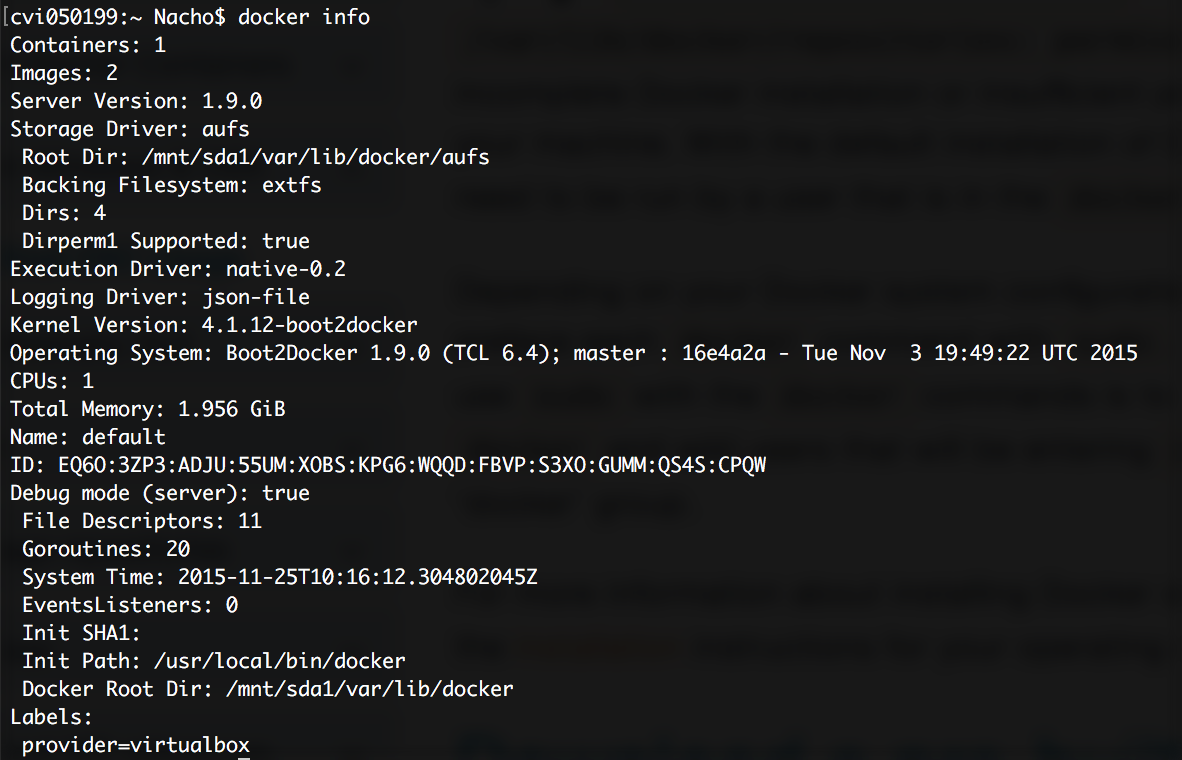 [cvi050199:~ Nacho$ docker info
Containers: 1
Images: 2
Server Version: 1.9.0
Storage Driver: aufs
 Root Dir: /mnt/sda1/var/lib/docker/aufs
 Backing Filesystem: extfs
 Dirs: 4
 Dirperm1 Supported: true
Execution Driver: native-0.2
Logging Driver: json-file
Kernel Version: 4.1.12-boot2docker
Operating System: Boot2Docker 1.9.0 (TCL 6.4); master : 16e4a2a - Tue Nov  3 19:49:22 UTC 2015
CPUs: 1
Total Memory: 1.956 GiB
Name: default
ID: EQ6O:3ZP3:ADJU:55UM:XOBS:KPG6:WQQD:FBVP:S3XO:GUMM:QS4S:CPQW
Debug mode (server): true
 File Descriptors: 11
 Goroutines: 20
 System Time: 2015-11-25T10:16:12.304802045Z
 EventsListeners: 0
 Init SHA1:
 Init Path: /usr/local/bin/docker
 Docker Root Dir: /mnt/sda1/var/lib/docker
Labels:
 provider=virtualbox